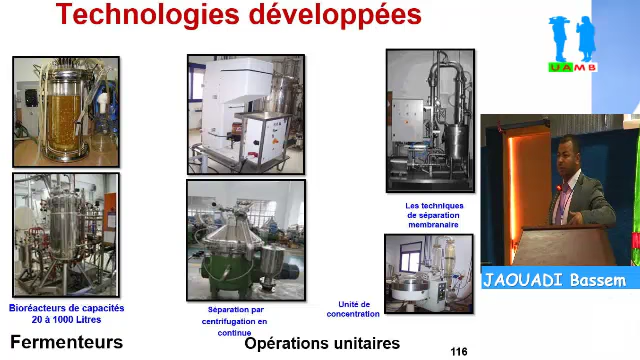 Technologies développées
UAMB
Les techniques
de séparation
membranaire
JAOUADI Bassem
Bioréacteurs de capacités
20 à 1000 Litres
Séparation par
centrifugation en
continue
Unité de
concentration
Fermenteurs
Opérations unitaires
116